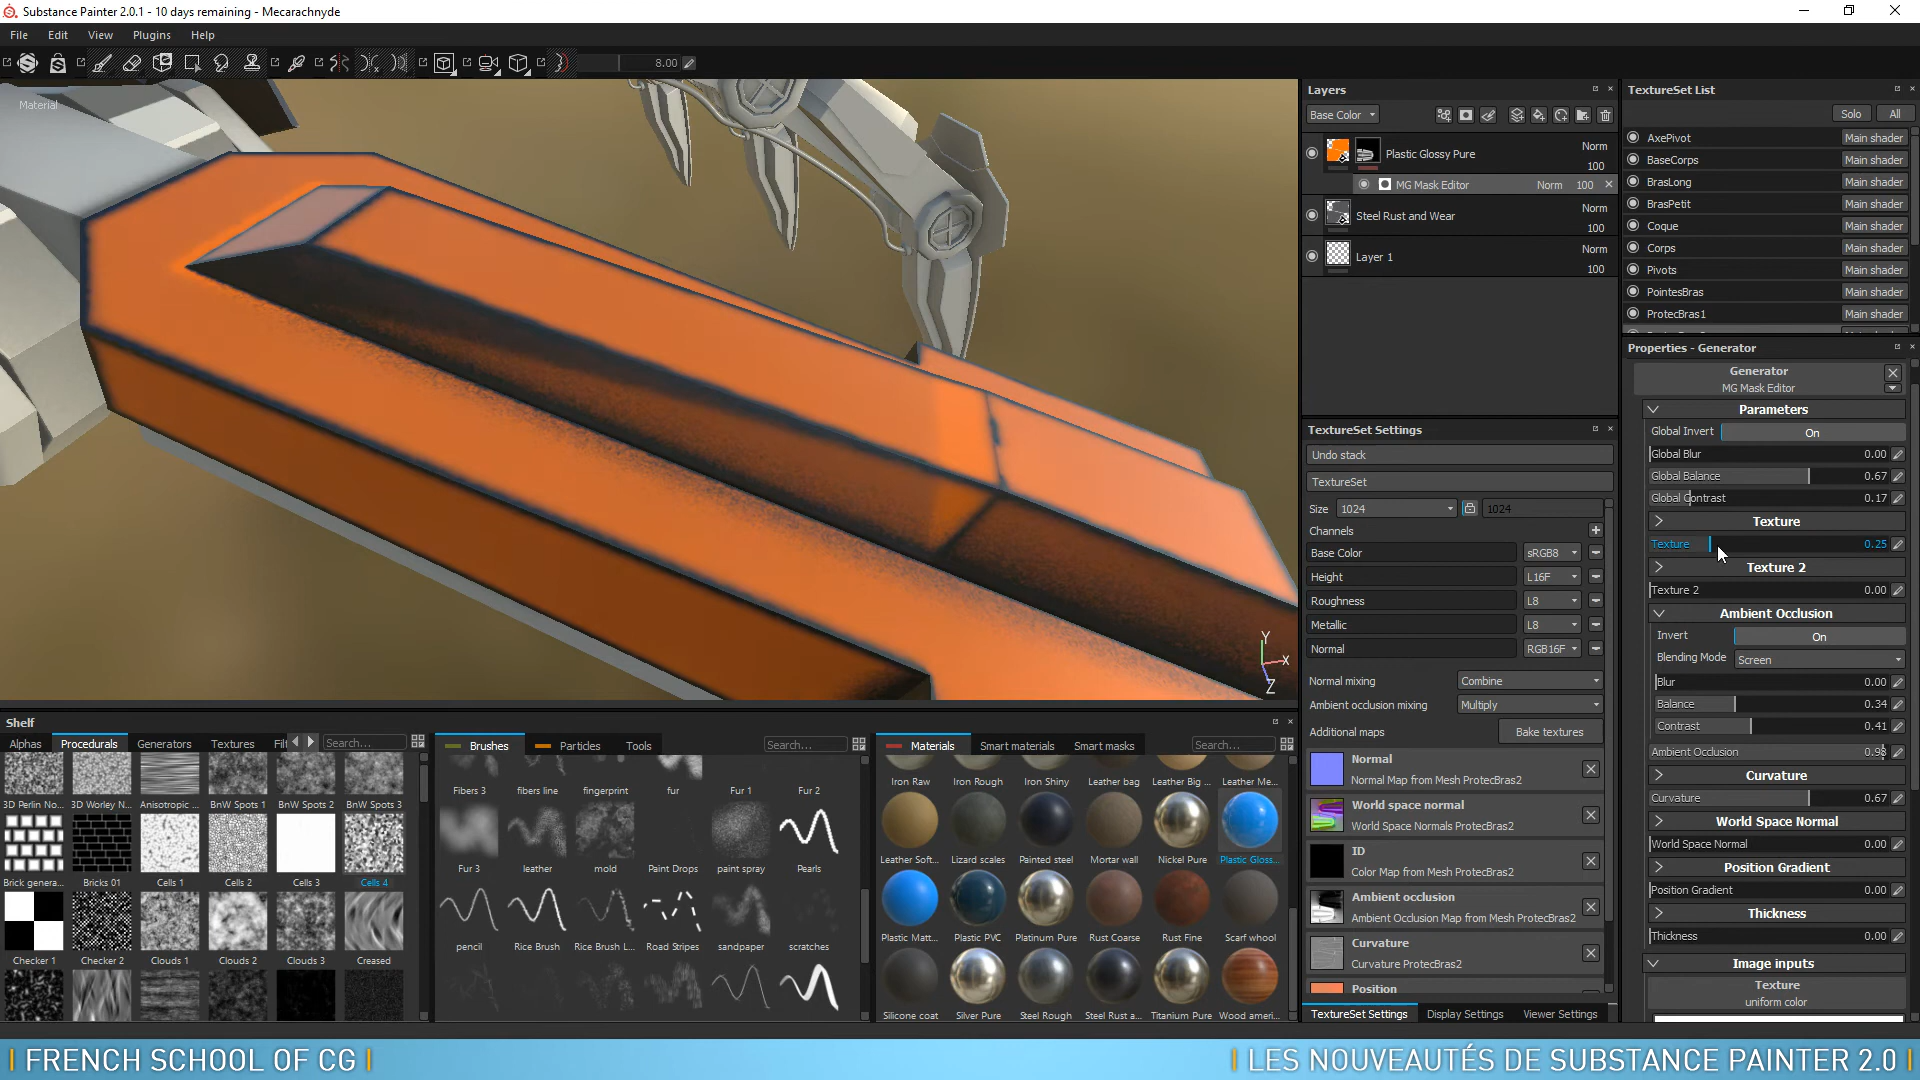 Substance Painter 2.0.1 - 10 days remaining - Mecarachnyde
File Edit View Plugins Help
8.00
Material
Layers
Base Color
Plastic Glossy Pure Norm 100
MG Mask Editor Norm 100
Steel Rust and Wear Norm 100
Layer 1 Norm 100
TextureSet List
Solo All
AxePivot Main shader
BaseCorps Main shader
BrasLong Main shader
BrasPetit Main shader
Coque Main shader
Corps Main shader
Pivots Main shader
PointesBras Main shader
ProtecBras1 Main shader
TextureSet Settings
Undo stack
TextureSet
Size 1024 1024
Channels
Base Color sRGB8
Height L16F
Roughness L8
Metallic L8
Normal RGB16F
Normal mixing Combine
Ambient occlusion mixing Multiply
Additional maps Bake textures
Normal
Normal Map from Mesh ProtecBras2
World space normal
World Space Normals ProtecBras2
ID
Color Map from Mesh ProtecBras2
Ambient occlusion
Ambient Occlusion Map from Mesh ProtecBras2
Curvature
Curvature ProtecBras2
Position
TextureSet Settings Display Settings Viewer Settings
Properties - Generator
Generator
MG Mask Editor
Parameters
Global Invert On
Global Blur 0.00
Global Balance 0.67
Global Contrast 0.17
Texture
Texture 0.25
Texture 2
Texture 2 0.00
Ambient Occlusion
Invert On
Blending Mode Screen
Blur 0.00
Balance 0.34
Contrast 0.41
Ambient Occlusion 0.98
Curvature
Curvature 0.67
World Space Normal
World Space Normal 0.00
Position Gradient
Position Gradient 0.00
Thickness
Thickness 0.00
Image inputs
Texture
uniform color
X
Y
Z
Shelf
Alphas Procedurals Generators Textures Filt Search...
3D Perlin No... 3D Worley N... Anisotropic ... BnW Spots 1 BnW Spots 2 BnW Spots 3
Brick genera... Bricks 01 Cells 1 Cells 2 Cells 3 Cells 4
Checker 1 Checker 2 Clouds 1 Clouds 2 Clouds 3 Creased
Brushes Particles Tools Search...
Fibers 3 fibers line fingerprint fur Fur 1 Fur 2
Fur 3 leather mold Paint Drops paint spray Pearls
pencil Rice Brush Rice Brush L... Road Stripes sandpaper scratches
Materials Smart materials Smart masks Search...
Iron Raw Iron Rough Iron Shiny Leather bag Leather Big ... Leather Me...
Leather Soft... Lizard scales Painted steel Mortar wall Nickel Pure Plastic Gloss...
Plastic Matt... Plastic PVC Platinum Pure Rust Coarse Rust Fine Scarf whool
Silicone coat Silver Pure Steel Rough Steel Rust a... Titanium Pure Wood ameri...
| FRENCH SCHOOL OF CG |
| LES NOUVEAUTÉS DE SUBSTANCE PAINTER 2.0 |